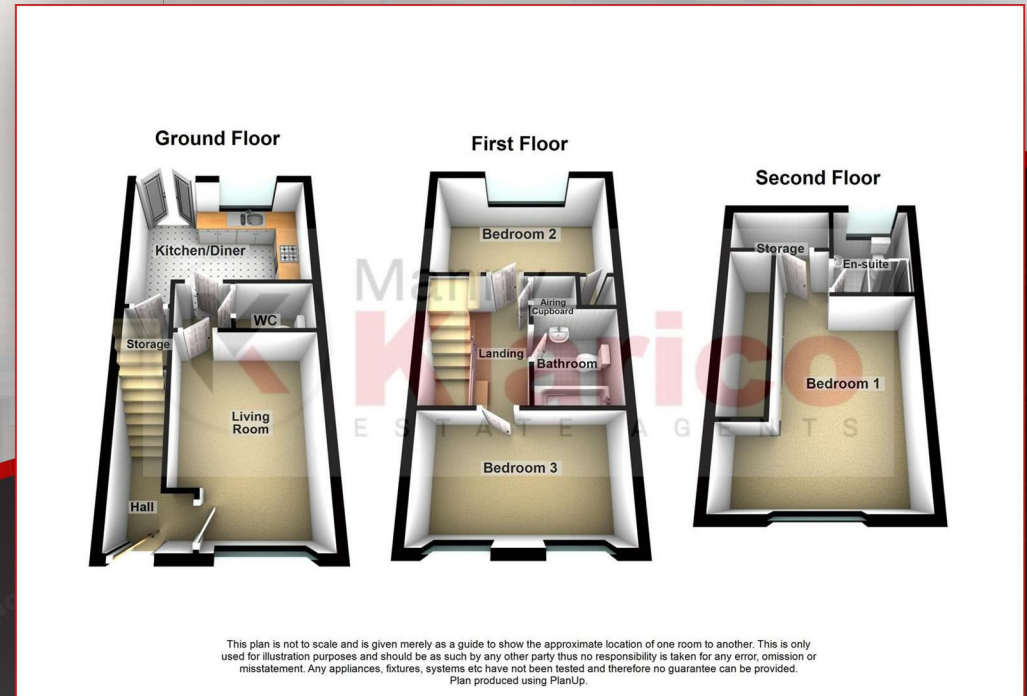 Ground Floor
First Floor
Second Floor
Kitchen/Diner
WC
Storage
Living
Room
Hall
Bedroom 2
Airing
Cupboard
Landing
Bathroom
Bedroom 3
Storage
En-suite
Bedroom 1
Manny
Klarico
ESTATE AGENTS
This plan is not to scale and is given merely as a guide to show the approximate location of one room to another. This is only
used for illustration purposes and should be as such by any other party thus no responsibility is taken for any error, omission or
misstatement. Any appliances, fixtures, systems etc have not been tested and therefore no guarantee can be provided.
Plan produced using PlanUp.